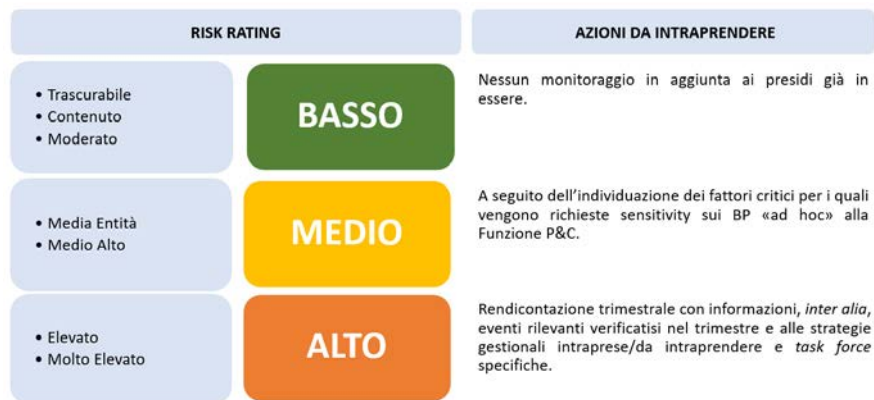 RISK RATING
AZIONI DA INTRAPRENDERE
• Trascurabile
• Contenuto
• Moderato
BASSO
Nessun monitoraggio in aggiunta ai presidi già in
essere.
• Media Entità
• Medio Alto
MEDIO
A seguito dell’individuazione dei fattori critici per i quali
vengono richieste sensitivity sui BP «ad hoc» alla
Funzione P&C.
• Elevato
• Molto Elevato
ALTO
Rendicontazione trimestrale con informazioni, inter alia,
eventi rilevanti verificatisi nel trimestre e alle strategie
gestionali intraprese/da intraprendere e task force
specifiche.